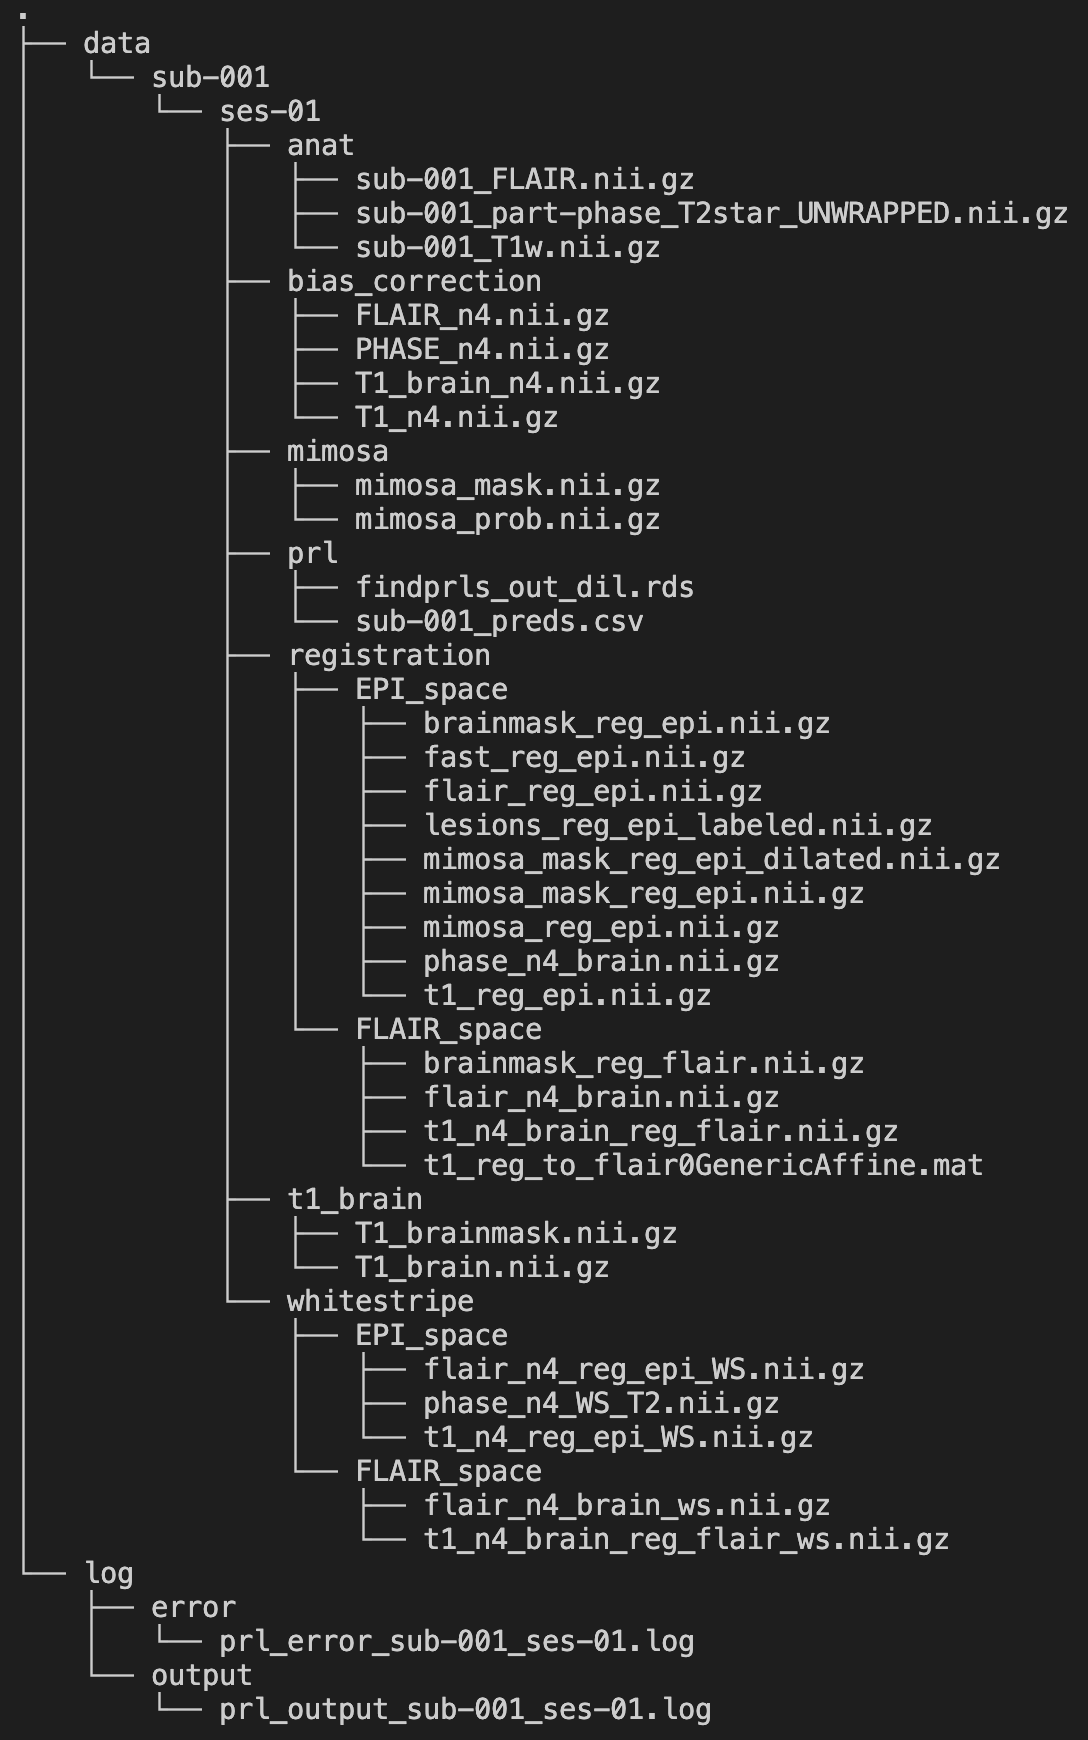 .
├── data
│   └── sub-001
│       └── ses-01
│           ├── anat
│           │   ├── sub-001_FLAIR.nii.gz
│           │   ├── sub-001_part-phase_T2star_UNWRAPPED.nii.gz
│           │   └── sub-001_T1w.nii.gz
│           ├── bias_correction
│           │   ├── FLAIR_n4.nii.gz
│           │   ├── PHASE_n4.nii.gz
│           │   ├── T1_brain_n4.nii.gz
│           │   └── T1_n4.nii.gz
│           ├── mimosa
│           │   ├── mimosa_mask.nii.gz
│           │   └── mimosa_prob.nii.gz
│           ├── prl
│           │   ├── findprls_out_dil.rds
│           │   └── sub-001_preds.csv
│           ├── registration
│           │   ├── EPI_space
│           │   │   ├── brainmask_reg_epi.nii.gz
│           │   │   ├── fast_reg_epi.nii.gz
│           │   │   ├── flair_reg_epi.nii.gz
│           │   │   ├── lesions_reg_epi_labeled.nii.gz
│           │   │   ├── mimosa_mask_reg_epi_dilated.nii.gz
│           │   │   ├── mimosa_mask_reg_epi.nii.gz
│           │   │   ├── mimosa_reg_epi.nii.gz
│           │   │   ├── phase_n4_brain.nii.gz
│           │   │   └── t1_reg_epi.nii.gz
│           │   └── FLAIR_space
│           │       ├── brainmask_reg_flair.nii.gz
│           │       ├── flair_n4_brain.nii.gz
│           │       ├── t1_n4_brain_reg_flair.nii.gz
│           │       └── t1_reg_to_flair0GenericAffine.mat
│           ├── t1_brain
│           │   ├── T1_brainmask.nii.gz
│           │   └── T1_brain.nii.gz
│           └── whitestripe
│               ├── EPI_space
│               │   ├── flair_n4_reg_epi_WS.nii.gz
│               │   ├── phase_n4_WS_T2.nii.gz
│               │   └── t1_n4_reg_epi_WS.nii.gz
│               └── FLAIR_space
│                   ├── flair_n4_brain_ws.nii.gz
│                   └── t1_n4_brain_reg_flair_ws.nii.gz
└── log
    ├── error
    │   └── prl_error_sub-001_ses-01.log
    └── output
        └── prl_output_sub-001_ses-01.log